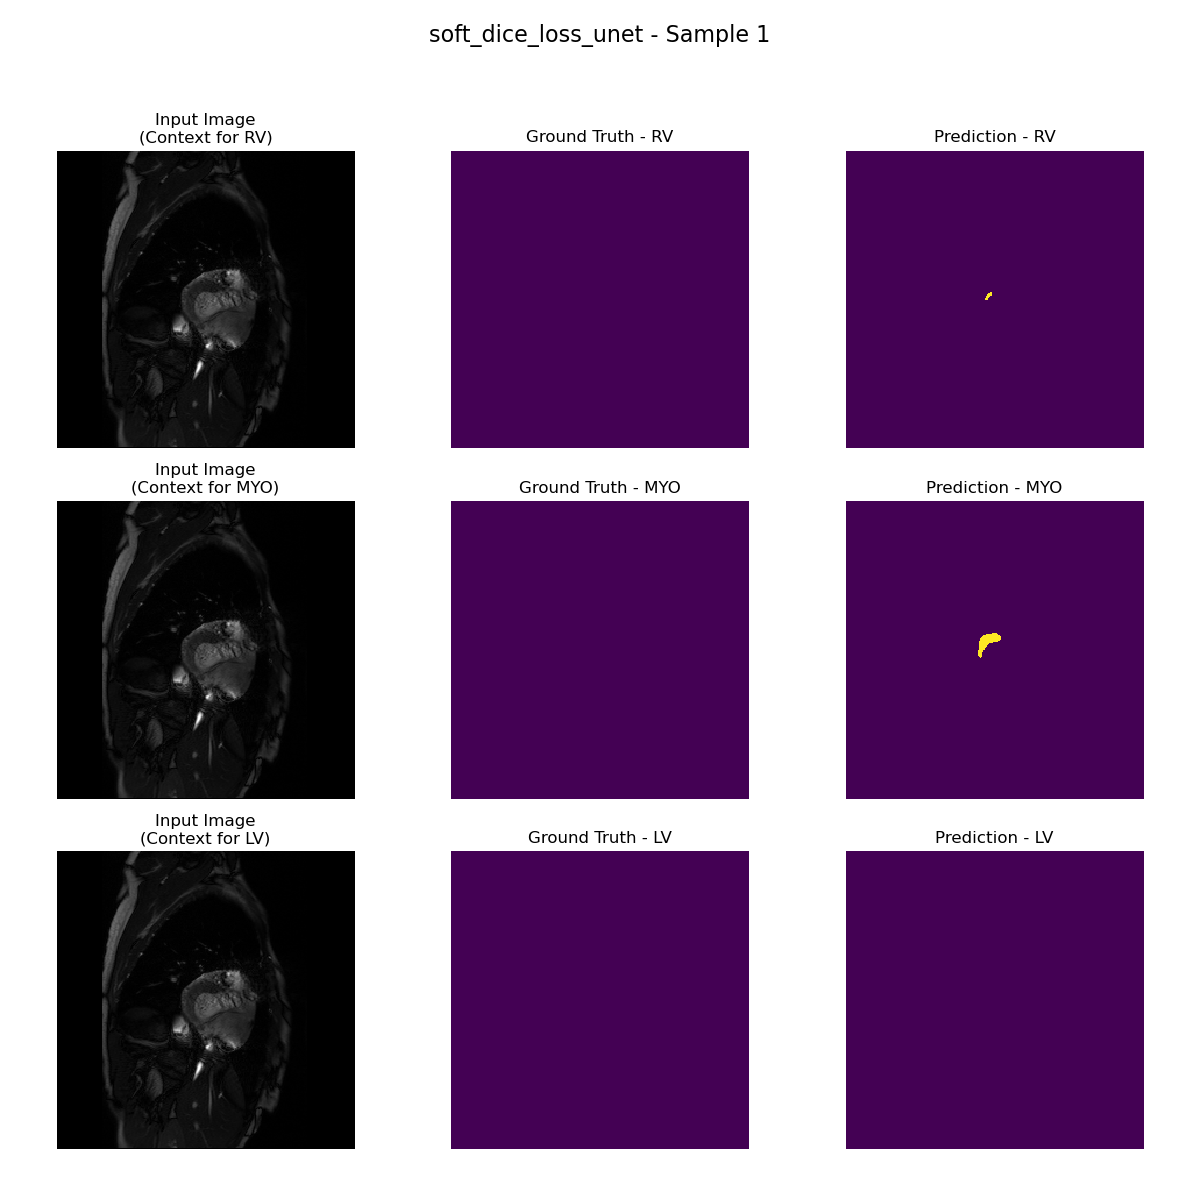 soft_dice_loss_unet - Sample 1
Input Image
(Context for RV)
Ground Truth - RV
Prediction - RV
Input Image
(Context for MYO)
Ground Truth - MYO
Prediction - MYO
Input Image
(Context for LV)
Ground Truth - LV
Prediction - LV